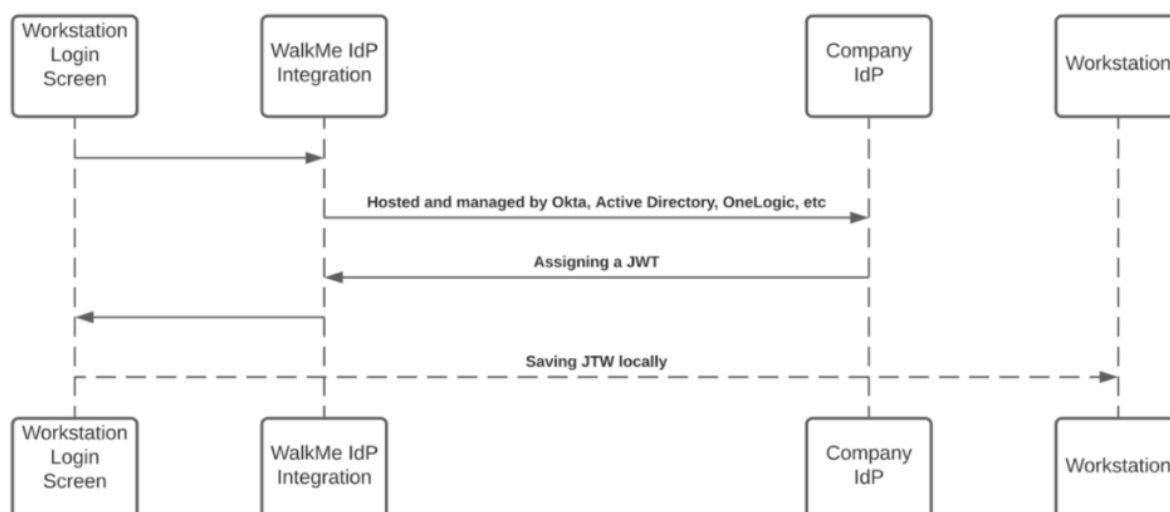 Workstation
Login
Screen
WalkMe IdP
Integration
Company
IdP
Workstation
Hosted and managed by Okta, Active Directory, OneLogic, etc
Assigning a JWT
Saving JTW locally
Workstation
Login
Screen
WalkMe IdP
Integration
Company
IdP
Workstation